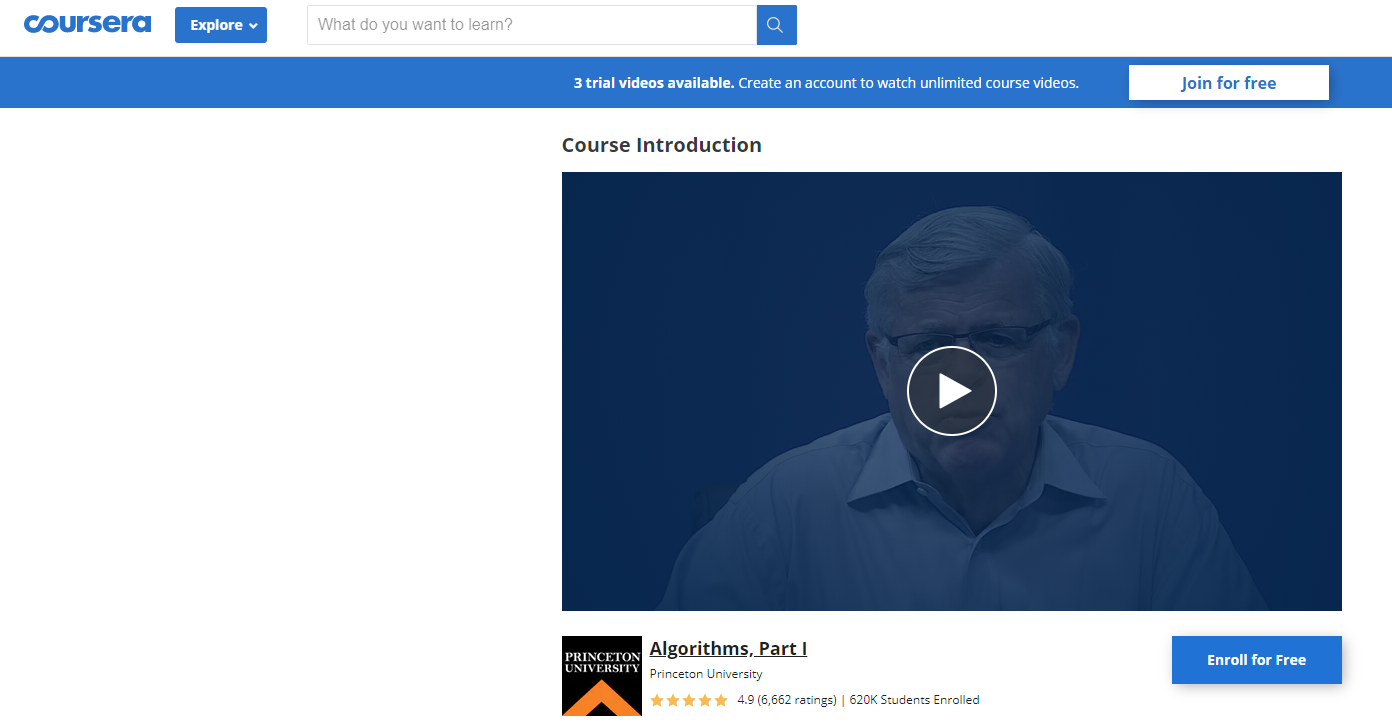 coursera
Explore
What do you want to learn?
3 trial videos available. Create an account to watch unlimited course videos.
Join for free
Course Introduction
PRINCETON
UNIVERSITY
Algorithms, Part I
Princeton University
4.9 (6,662 ratings) | 620K Students Enrolled
Enroll for Free